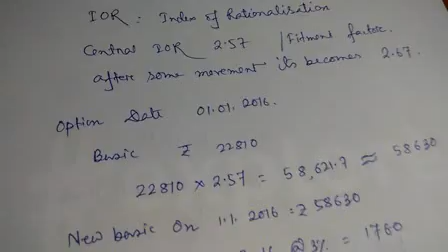 IOR : Index of Rationalisation
Central IOR 2.57 / Fitment factor.
after some movement its becomes 2.67.
Option Date 01.01.2016.
Basic ₹ 22810
22810 × 2.57 = 58,621.7 ≈ 58630
New basic On 1.1.2016 = ₹ 58630
@ 3% = 1760